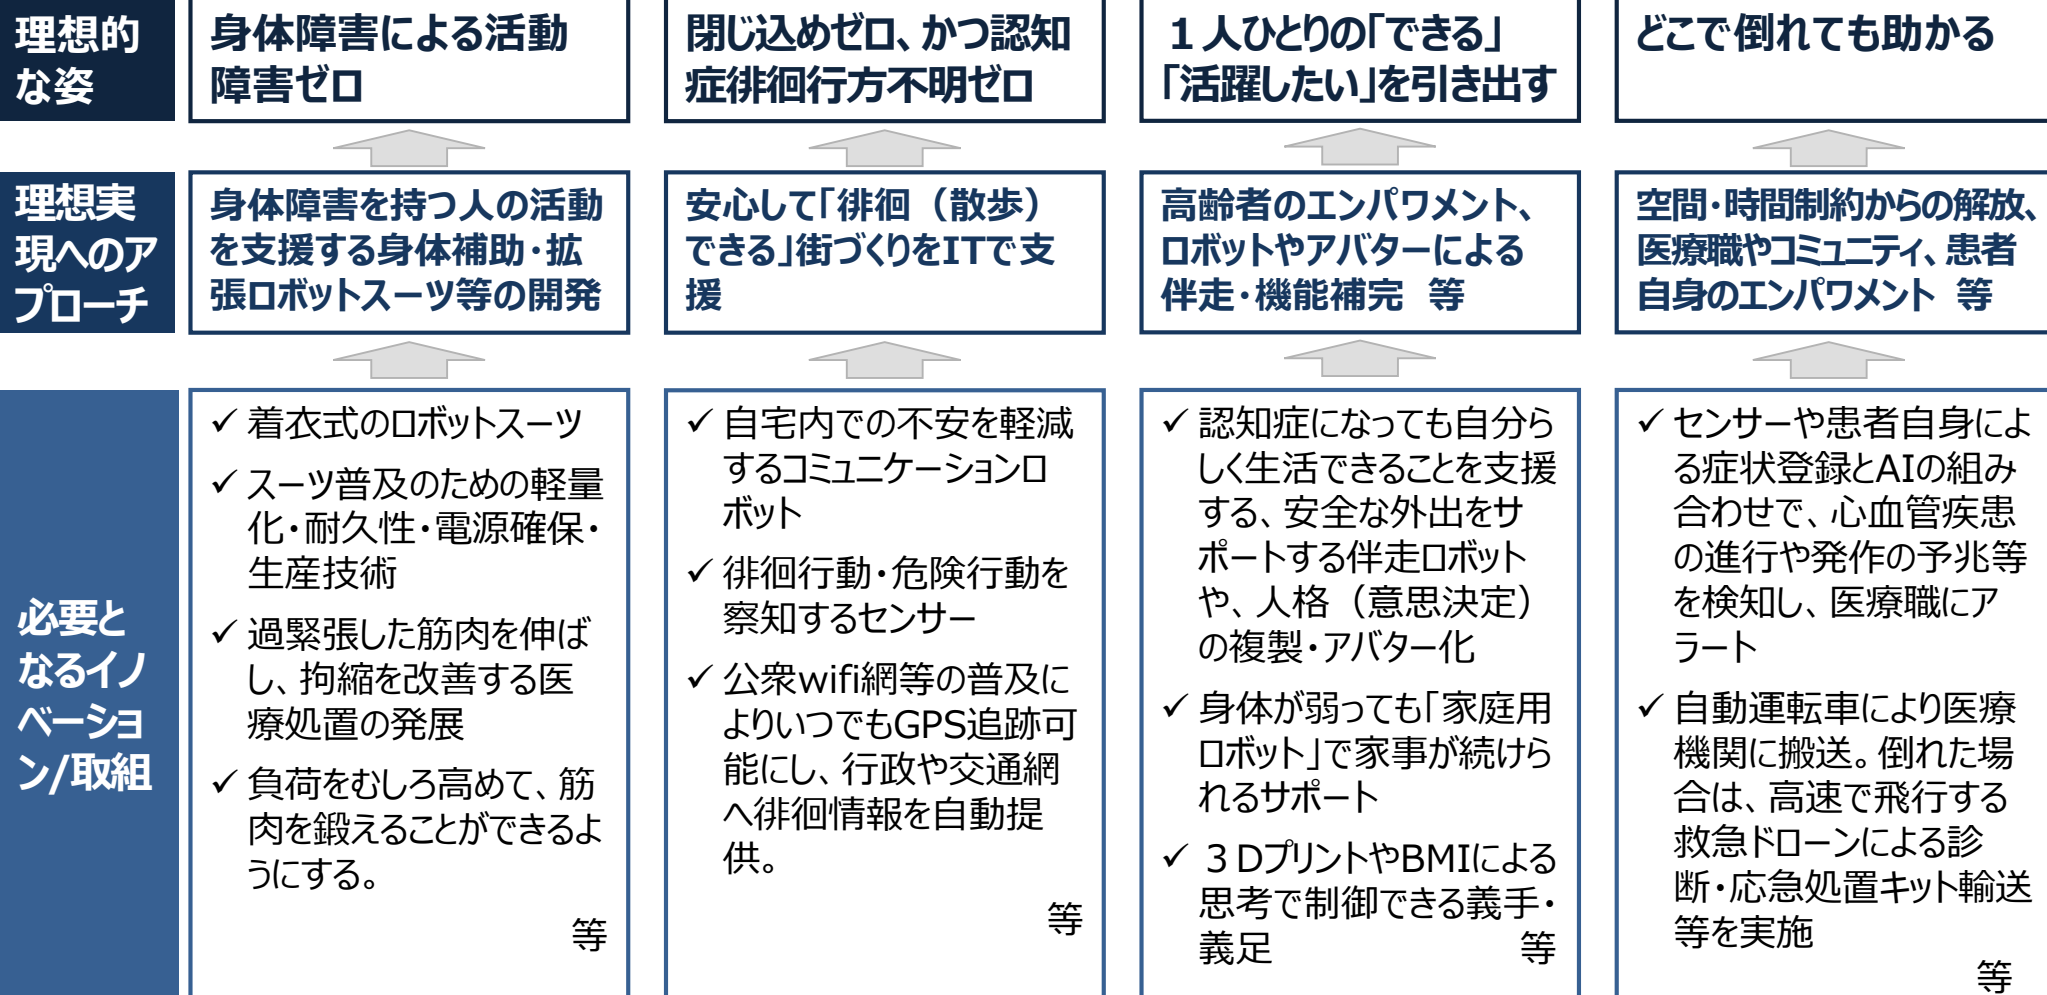 理想的
な姿
身体障害による活動
障害ゼロ
閉じ込めゼロ、かつ認知
症徘徊行方不明ゼロ
１人ひとりの「できる」
「活躍したい」を引き出す
どこで倒れても助かる
理想実
現へのア
プローチ
身体障害を持つ人の活動
を支援する身体補助・拡
張ロボットスーツ等の開発
安心して「徘徊（散歩）
できる」街づくりをITで支
援
高齢者のエンパワメント、
ロボットやアバターによる
伴走・機能補完　等
空間・時間制約からの解放、
医療職やコミュニティ、患者
自身のエンパワメント　等
必要と
なるイノ
ベーショ
ン/取組
✓ 着衣式のロボットスーツ
✓ スーツ普及のための軽量
化・耐久性・電源確保・
生産技術
✓ 過緊張した筋肉を伸ば
し、拘縮を改善する医
療処置の発展
✓ 負荷をむしろ高めて、筋
肉を鍛えることができるよ
うにする。
等
✓ 自宅内での不安を軽減
するコミュニケーションロ
ボット
✓ 徘徊行動・危険行動を
察知するセンサー
✓ 公衆wifi網等の普及に
よりいつでもGPS追跡可
能にし、行政や交通網
へ徘徊情報を自動提
供。
等
✓ 認知症になっても自分ら
しく生活できることを支援
する、安全な外出をサ
ポートする伴走ロボット
や、人格（意思決定）
の複製・アバター化
✓ 身体が弱っても「家庭用
ロボット」で家事が続けら
れるサポート
✓ ３DプリントやBMIによる
思考で制御できる義手・
義足　等
✓ センサーや患者自身によ
る症状登録とAIの組み
合わせで、心血管疾患
の進行や発作の予兆等
を検知し、医療職にア
ラート
✓ 自動運転車により医療
機関に搬送。倒れた場
合は、高速で飛行する
救急ドローンによる診
断・応急処置キット輸送
等を実施
等